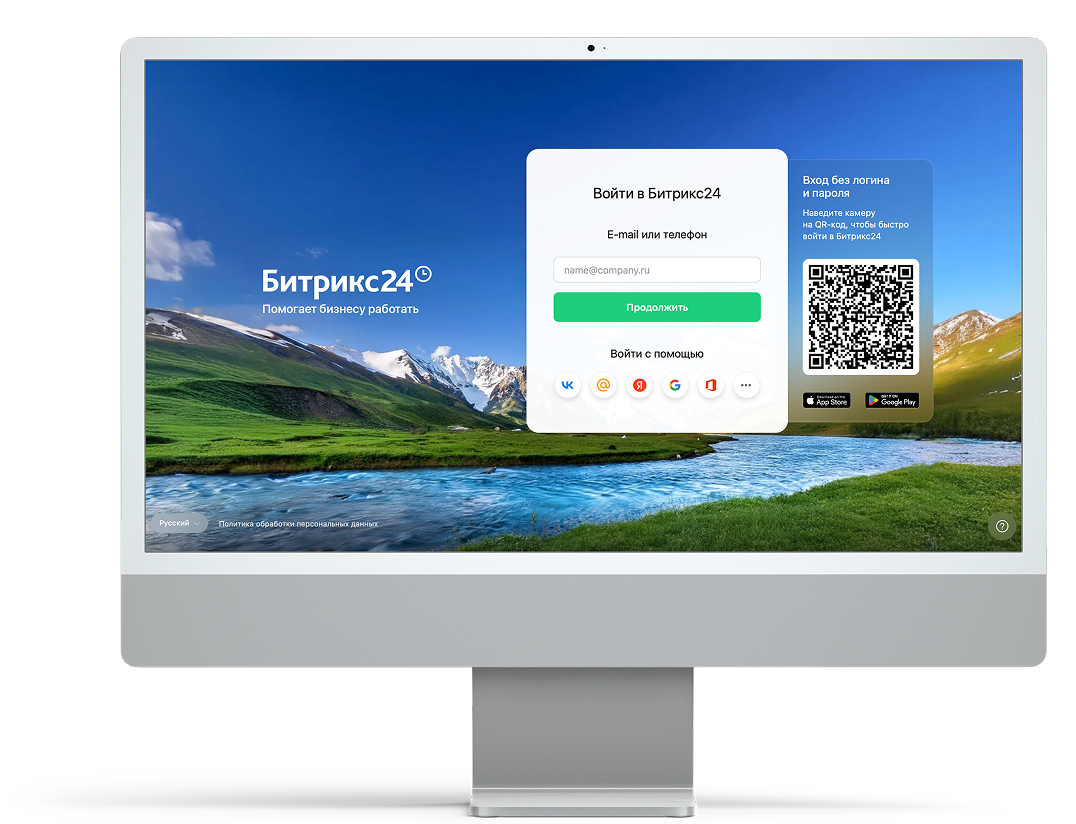 Битрикс24
Помогает бизнесу работать
Войти в Битрикс24
E-mail или телефон
name@company.ru
Продолжить
Войти с помощью
Вход без логина
и пароля
Наведите камеру
на QR-код, чтобы быстро
войти в Битрикс24
Download on the
App Store
GET IT ON
Google Play
Русский
Политика обработки персональных данных